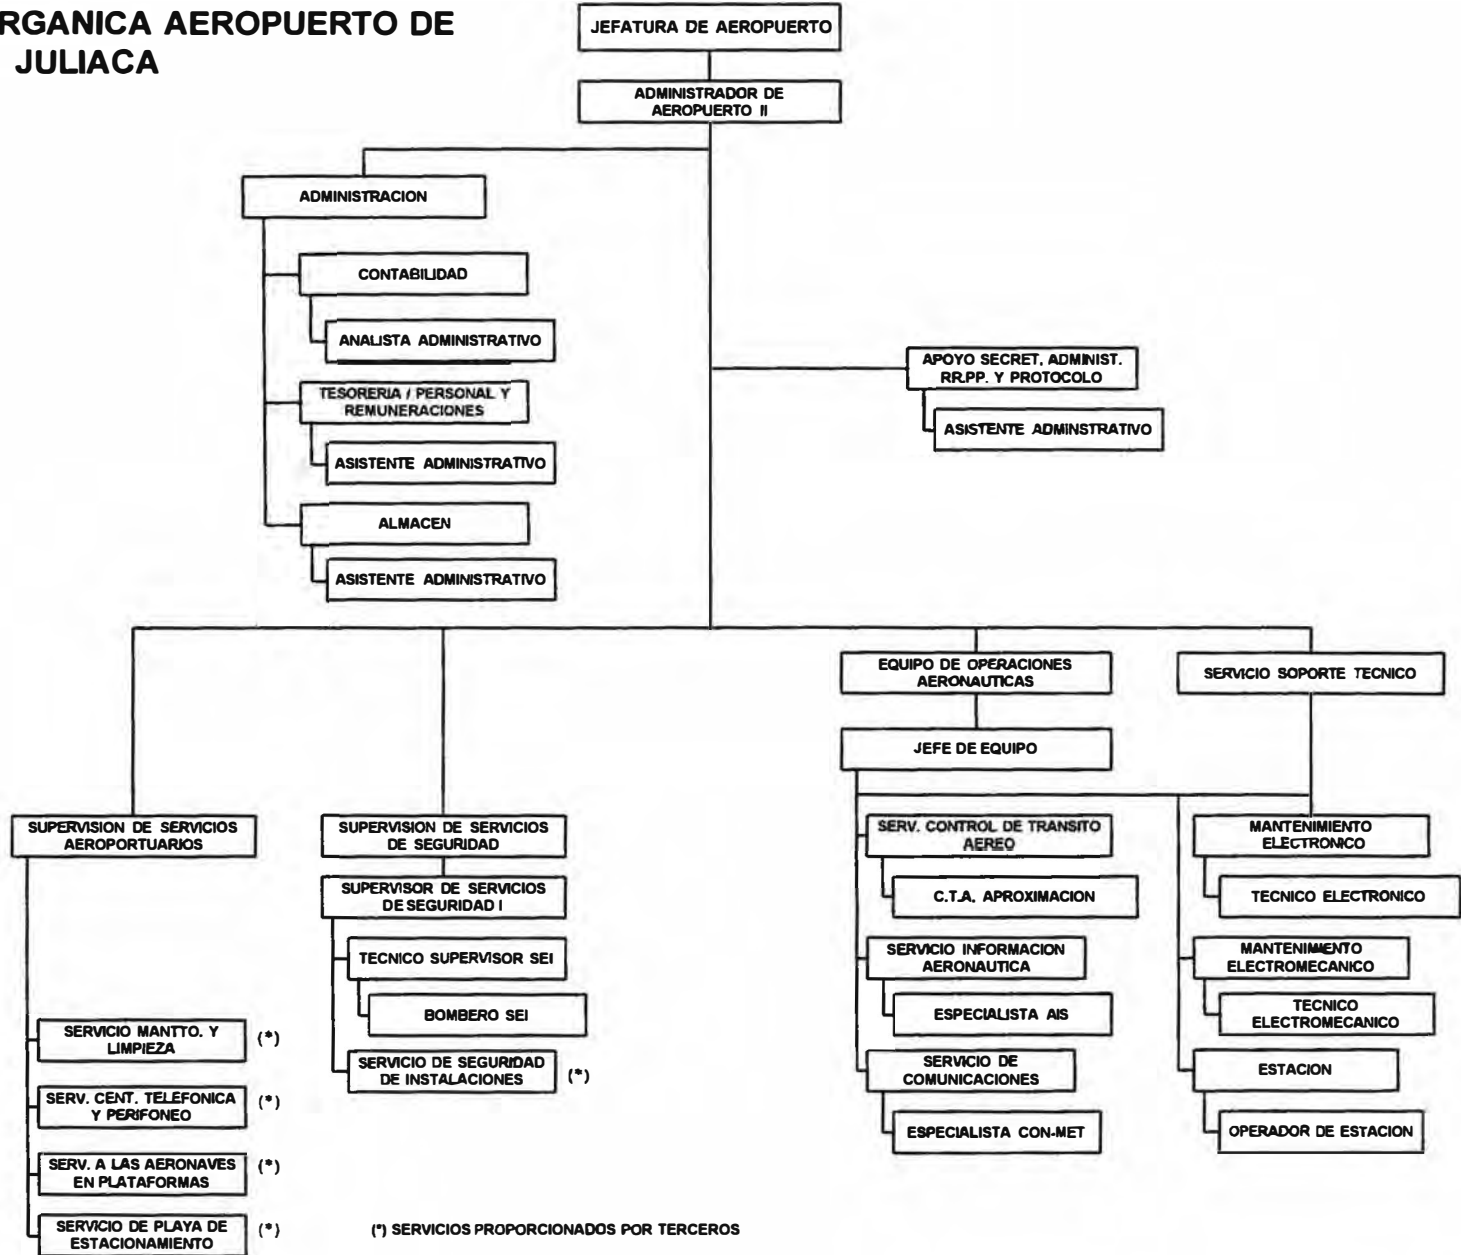 RGANICA AEROPUERTO DE
JULIACA
JEFATURA DE AEROPUERTO
ADMINISTRADOR DE
AEROPUERTO II
ADMINISTRACION
CONTABILIDAD
ANALISTA ADMINISTRATIVO
TESORERIA / PERSONAL Y
REMUNERACIONES
ASISTENTE ADMINISTRATIVO
ALMACEN
ASISTENTE ADMINISTRATIVO
APOYO SECRET, ADMINIST.
RR.PP. Y PROTOCOLO
ASISTENTE ADMINSTRATIVO
SUPERVISION DE SERVICIOS
AEROPORTUARIOS
SERVICIO MANTTO. Y
LIMPIEZA
(*)
SERV. CENT. TELEFONICA
Y PERIFONEO
(*)
SERV. A LAS AERONAVES
EN PLATAFORMAS
(*)
SERVICIO DE PLAYA DE
ESTACIONAMIENTO
(*)
SUPERVISION DE SERVICIOS
DE SEGURIDAD
SUPERVISOR DE SERVICIOS
DE SEGURIDAD I
TECNICO SUPERVISOR SEI
BOMBERO SEI
SERVICIO DE SEGURIDAD
DE INSTALACIONES
(*)
EQUIPO DE OPERACIONES
AERONAUTICAS
JEFE DE EQUIPO
SERV. CONTROL DE TRANSITO
AEREO
C.T.A. APROXIMACION
SERVICIO INFORMACION
AERONAUTICA
ESPECIALISTA AIS
SERVICIO DE
COMUNICACIONES
ESPECIALISTA CON-MET
SERVICIO SOPORTE TECNICO
MANTENIMIENTO
ELECTRONICO
TECNICO ELECTRONICO
MANTENIMIENTO
ELECTROMECANICO
TECNICO
ELECTROMECANICO
ESTACION
OPERADOR DE ESTACION
(*) SERVICIOS PROPORCIONADOS POR TERCEROS